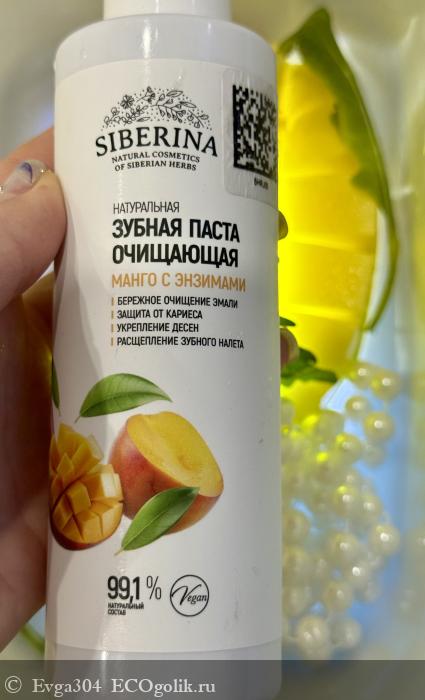 SIBERINA
NATURAL COSMETICS
OF SIBERIAN HERBS
НАТУРАЛЬНАЯ
ЗУБНАЯ ПАСТА
ОЧИЩАЮЩАЯ
МАНГО С ЭНЗИМАМИ
БЕРЕЖНОЕ ОЧИЩЕНИЕ ЭМАЛИ
ЗАЩИТА ОТ КАРИЕСА
УКРЕПЛЕНИЕ ДЕСЕН
РАСЩЕПЛЕНИЕ ЗУБНОГО НАЛЕТА
99,1 %
НАТУРАЛЬНЫЙ
СОСТАВ
Vegan
© Evga304 ECOgolik.ru